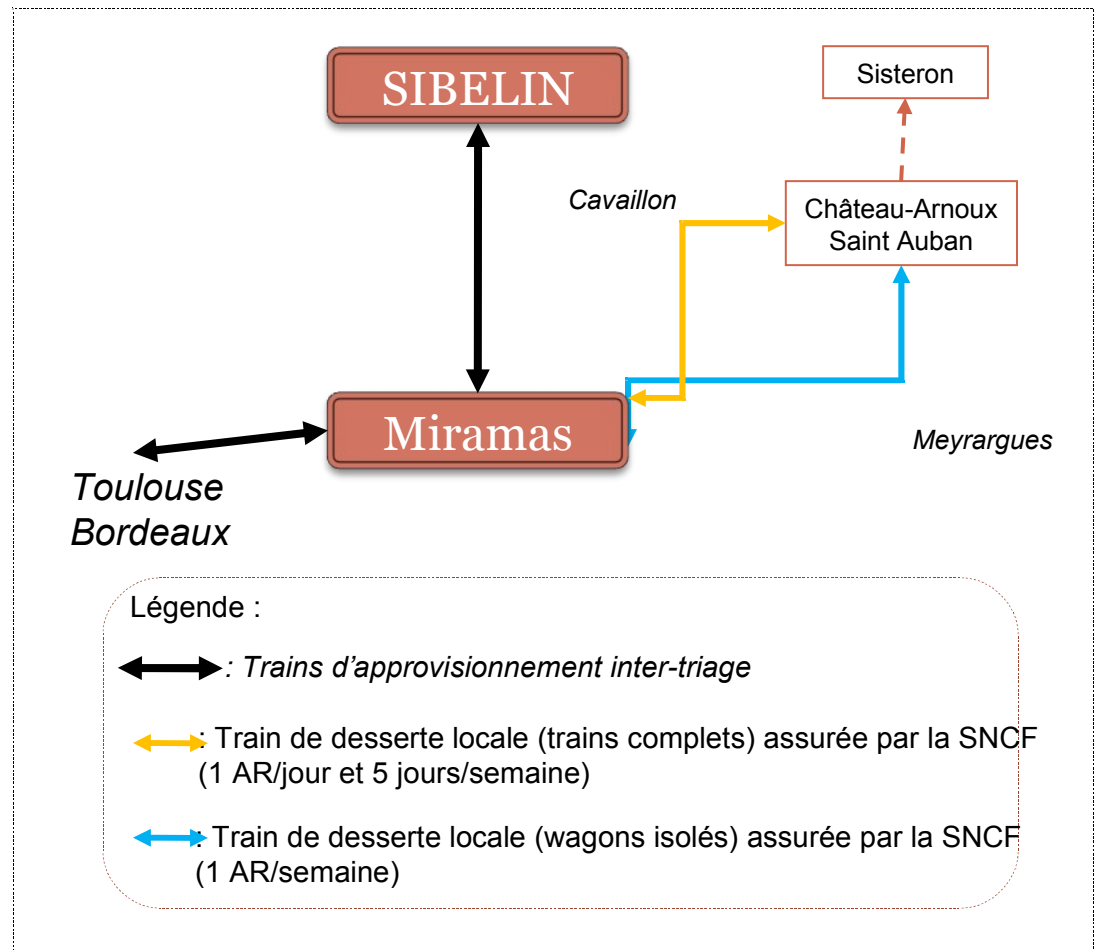 SIBELIN
Sisteron
Cavaillon
Château-Arnoux
Saint Auban
Miramas
Meyrargues
Toulouse
Bordeaux
Légende :
: Trains d’approvisionnement inter-triage
: Train de desserte locale (trains complets) assurée par la SNCF
(1 AR/jour et 5 jours/semaine)
: Train de desserte locale (wagons isolés) assurée par la SNCF
(1 AR/semaine)